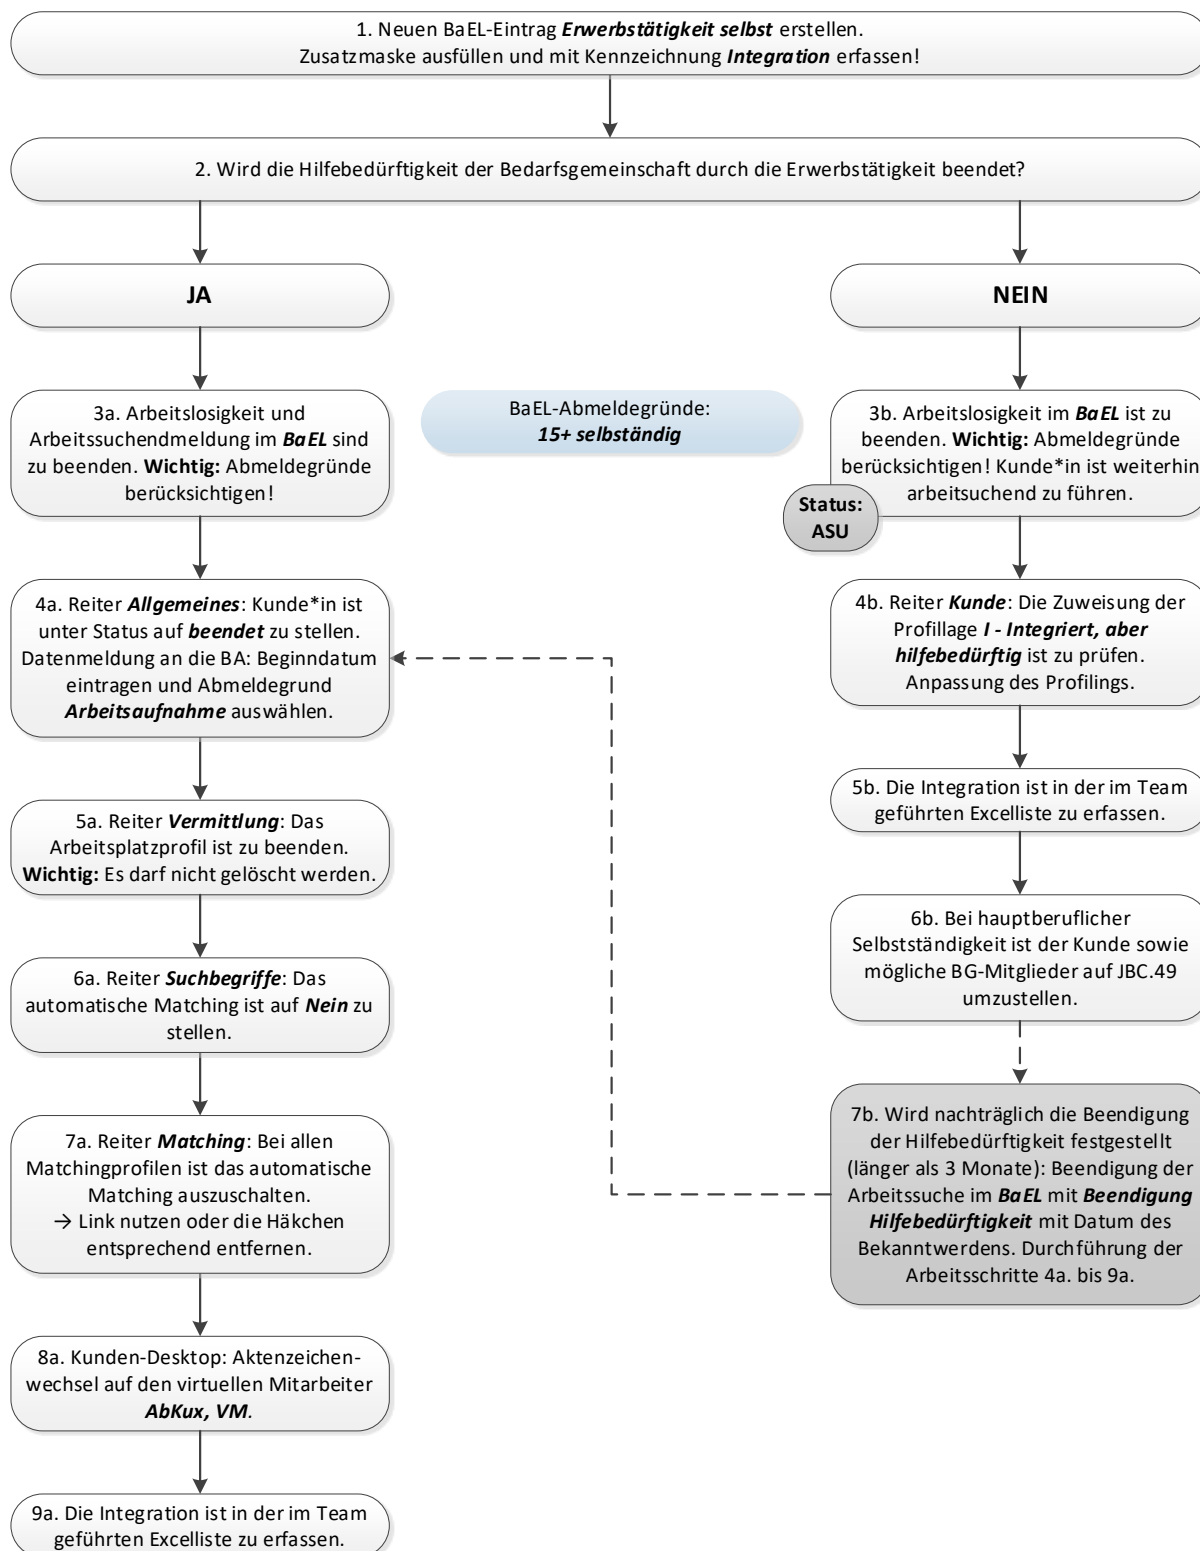 1. Neuen BaEL-Eintrag Erwerbstätigkeit selbst erstellen.
Zusatzmaske ausfüllen und mit Kennzeichnung Integration erfassen!
2. Wird die Hilfebedürftigkeit der Bedarfsgemeinschaft durch die Erwerbstätigkeit beendet?
JA
NEIN
3a. Arbeitslosigkeit und
Arbeitssuchendmeldung im BaEL sind
zu beenden. Wichtig: Abmeldegründe
berücksichtigen!
BaEL-Abmeldegründe:
15+ selbständig
3b. Arbeitslosigkeit im BaEL ist zu
beenden. Wichtig: Abmeldegründe
berücksichtigen! Kunde*in ist weiterhin
arbeitsuchend zu führen.
Status:
ASU
4a. Reiter Allgemeines: Kunde*in ist
unter Status auf beendet zu stellen.
Datenmeldung an die BA: Beginndatum
eintragen und Abmeldegrund
Arbeitsaufnahme auswählen.
4b. Reiter Kunde: Die Zuweisung der
Profillage I - Integriert, aber
hilfebedürftig ist zu prüfen.
Anpassung des Profilings.
5a. Reiter Vermittlung: Das
Arbeitsplatzprofil ist zu beenden.
Wichtig: Es darf nicht gelöscht werden.
5b. Die Integration ist in der im Team
geführten Excelliste zu erfassen.
6a. Reiter Suchbegriffe: Das
automatische Matching ist auf Nein zu
stellen.
6b. Bei hauptberuflicher
Selbstständigkeit ist der Kunde sowie
mögliche BG-Mitglieder auf JBC.49
umzustellen.
7a. Reiter Matching: Bei allen
Matchingprofilen ist das automatische
Matching auszuschalten.
→ Link nutzen oder die Häkchen
entsprechend entfernen.
7b. Wird nachträglich die Beendigung
der Hilfebedürftigkeit festgestellt
(länger als 3 Monate): Beendigung der
Arbeitssuche im BaEL mit Beendigung
Hilfebedürftigkeit mit Datum des
Bekanntwerdens. Durchführung der
Arbeitsschritte 4a. bis 9a.
8a. Kunden-Desktop: Aktenzeichen-
wechsel auf den virtuellen Mitarbeiter
AbKux, VM.
9a. Die Integration ist in der im Team
geführten Excelliste zu erfassen.